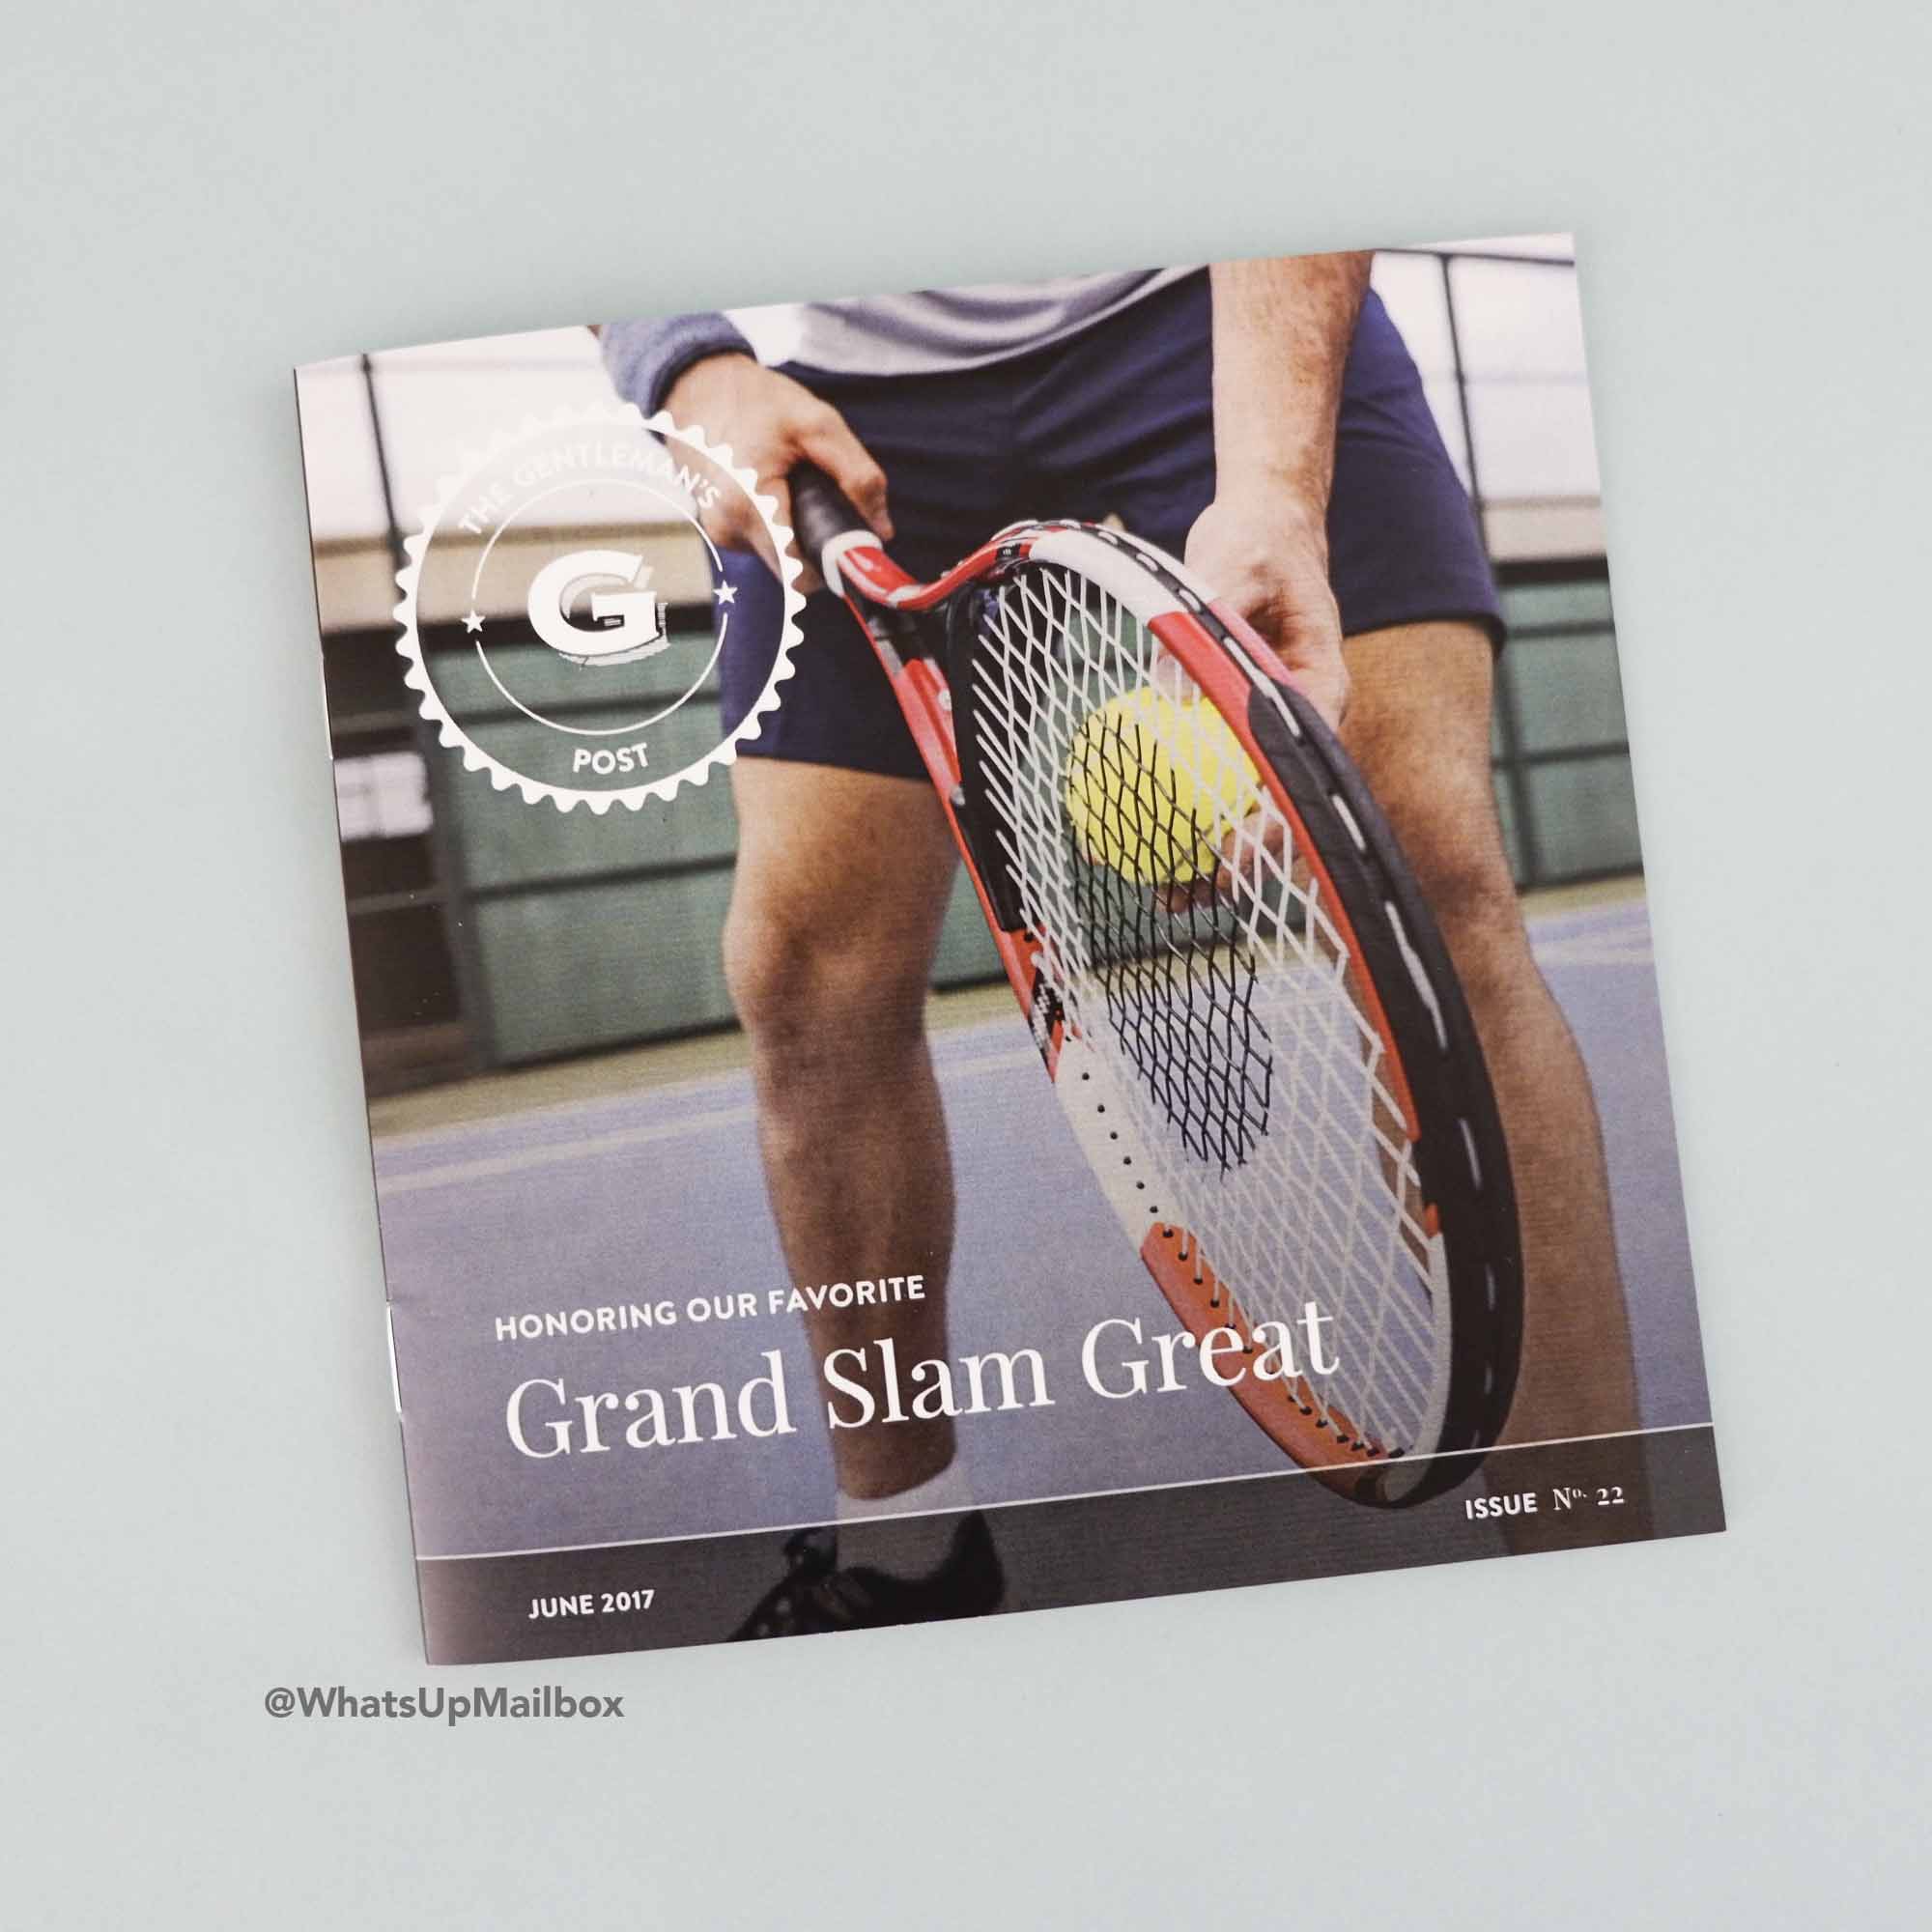 THE GENTLEMAN'S
G
POST
HONORING OUR FAVORITE
Grand Slam Great
ISSUE No. 22
JUNE 2017
@WhatsUpMailbox